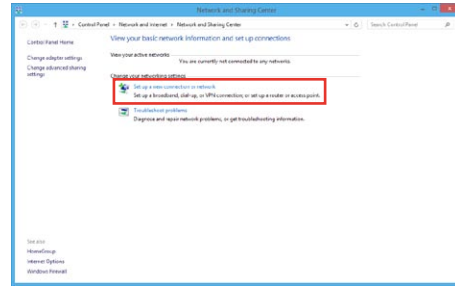 Network and Sharing Center
Control Panel › Network and Internet › Network and Sharing Center
Search Control Panel
Control Panel Home
Change adapter settings
Change advanced sharing
settings
View your basic network information and set up connections
View your active networks
You are currently not connected to any networks.
Change your networking settings
Set up a new connection or network
Set up a broadband, dial-up, or VPN connection; or set up a router or access point.
Troubleshoot problems
Diagnose and repair network problems, or get troubleshooting information.
See also
HomeGroup
Internet Options
Windows Firewall